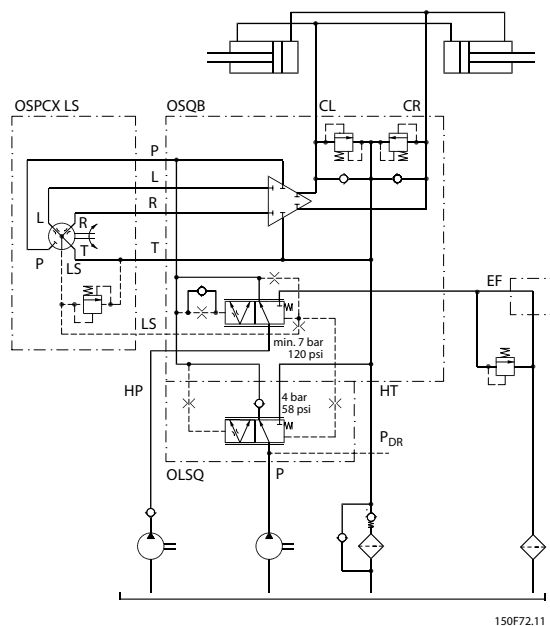 OSPCX LS
OSQB
CL
CR
P
L
R
T
L
R
P
T
LS
LS
EF
min. 7 bar
120 psi
HP
HT
4 bar
58 psi
PDR
OLSQ
P
150F72.11